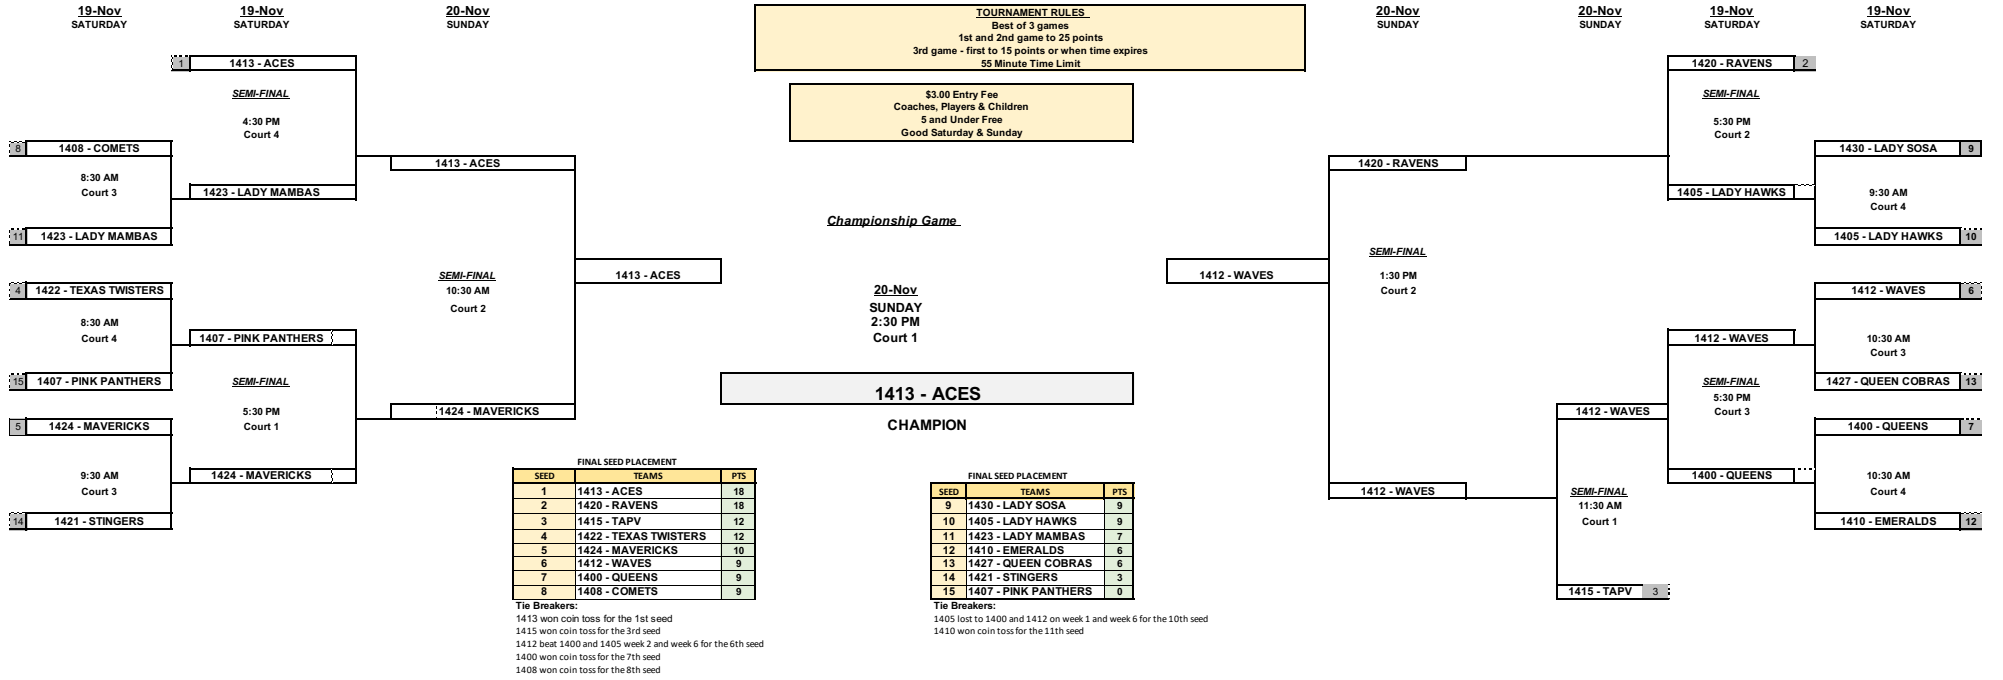 19-Nov
SATURDAY
19-Nov
SATURDAY
20-Nov
SUNDAY
TOURNAMENT RULES
Best of 3 games
1st and 2nd game to 25 points
3rd game - first to 15 points or when time expires
55 Minute Time Limit
20-Nov
SUNDAY
20-Nov
SUNDAY
19-Nov
SATURDAY
19-Nov
SATURDAY
$3.00 Entry Fee
Coaches, Players & Children
5 and Under Free
Good Saturday & Sunday
1 1413 - ACES
SEMI-FINAL
4:30 PM
Court 4
8 1408 - COMETS
8:30 AM
Court 3
1423 - LADY MAMBAS
11 1423 - LADY MAMBAS
1413 - ACES
4 1422 - TEXAS TWISTERS
8:30 AM
Court 4
1407 - PINK PANTHERS
15 1407 - PINK PANTHERS
SEMI-FINAL
5:30 PM
Court 1
5 1424 - MAVERICKS
9:30 AM
Court 3
1424 - MAVERICKS
14 1421 - STINGERS
SEMI-FINAL
10:30 AM
Court 2
1424 - MAVERICKS
1413 - ACES
Championship Game
20-Nov
SUNDAY
2:30 PM
Court 1
1413 - ACES
CHAMPION
1412 - WAVES
1420 - RAVENS
SEMI-FINAL
1:30 PM
Court 2
1412 - WAVES
1420 - RAVENS 2
SEMI-FINAL
5:30 PM
Court 2
1405 - LADY HAWKS
1430 - LADY SOSA 9
9:30 AM
Court 4
1405 - LADY HAWKS 10
1412 - WAVES 6
10:30 AM
Court 3
1427 - QUEEN COBRAS 13
1412 - WAVES
SEMI-FINAL
5:30 PM
Court 3
1400 - QUEENS
1400 - QUEENS 7
10:30 AM
Court 4
1410 - EMERALDS 12
1412 - WAVES
SEMI-FINAL
11:30 AM
Court 1
1415 - TAPV 3
FINAL SEED PLACEMENT
SEED TEAMS PTS
1 1413 - ACES 18
2 1420 - RAVENS 18
3 1415 - TAPV 12
4 1422 - TEXAS TWISTERS 12
5 1424 - MAVERICKS 10
6 1412 - WAVES 9
7 1400 - QUEENS 9
8 1408 - COMETS 9
Tie Breakers:
1413 won coin toss for the 1st seed
1415 won coin toss for the 3rd seed
1412 beat 1400 and 1405 week 2 and week 6 for the 6th seed
1400 won coin toss for the 7th seed
1408 won coin toss for the 8th seed
FINAL SEED PLACEMENT
SEED TEAMS PTS
9 1430 - LADY SOSA 9
10 1405 - LADY HAWKS 9
11 1423 - LADY MAMBAS 7
12 1410 - EMERALDS 6
13 1427 - QUEEN COBRAS 6
14 1421 - STINGERS 3
15 1407 - PINK PANTHERS 0
Tie Breakers:
1405 lost to 1400 and 1412 on week 1 and week 6 for the 10th seed
1410 won coin toss for the 11th seed